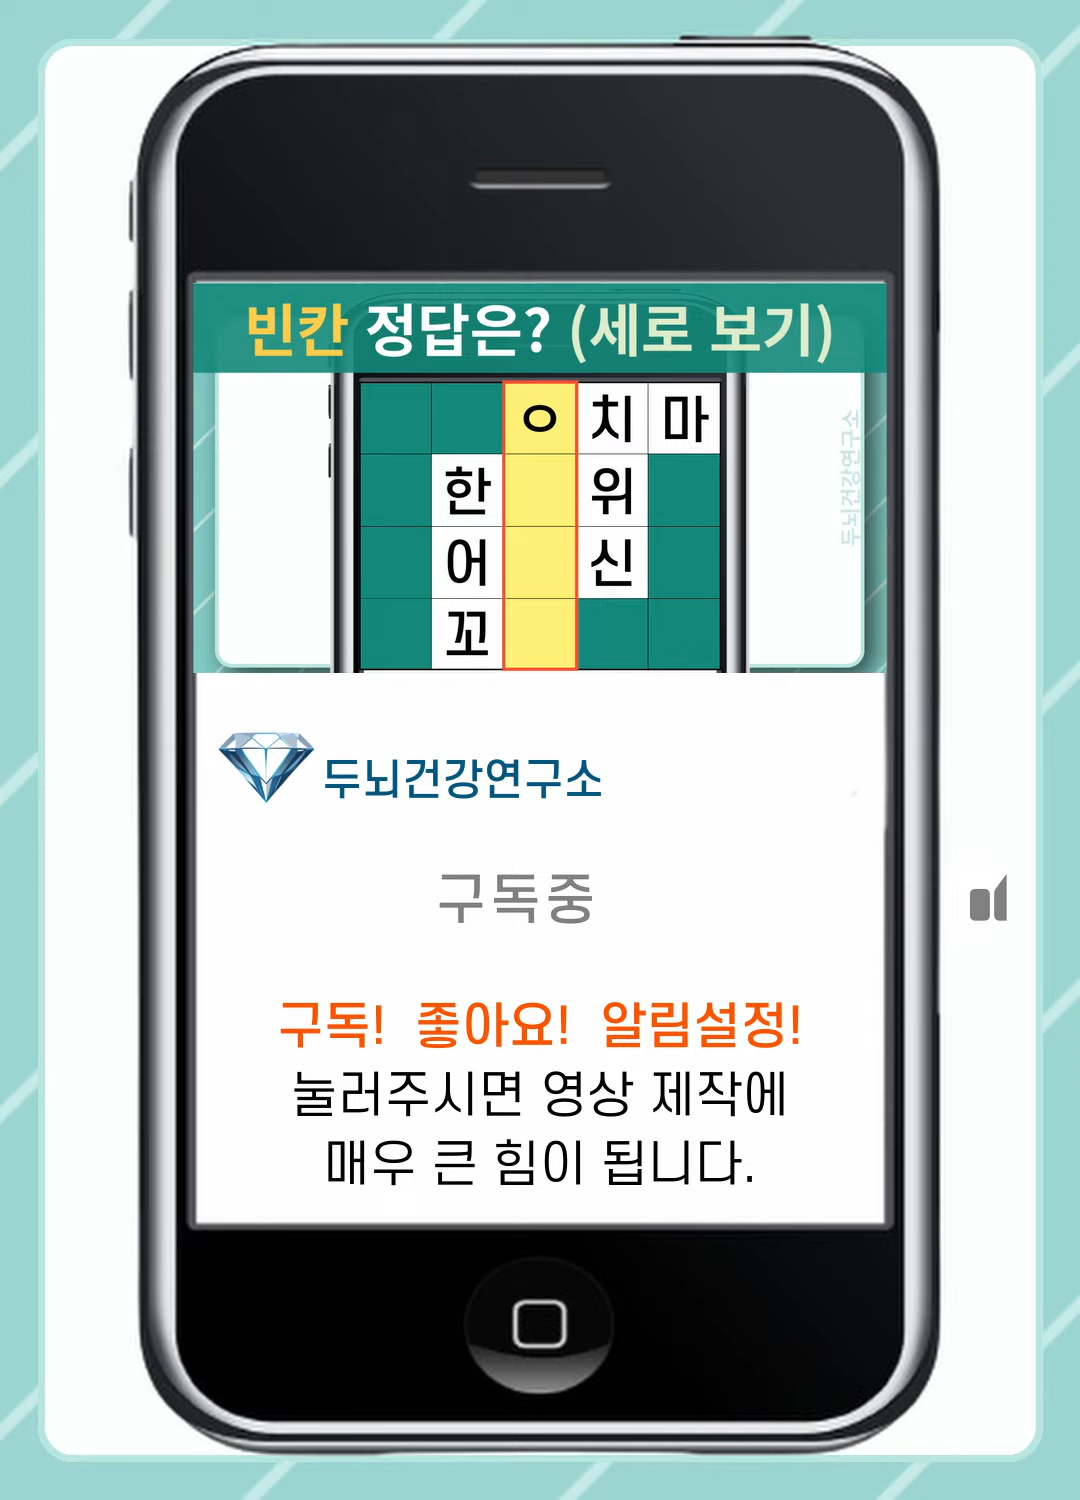 빈칸 정답은? (세로 보기)
ㅇ 치 마
한 위
어 신
꼬
두뇌건강연구소
두뇌건강연구소
구독중
구독! 좋아요! 알림설정!
눌러주시면 영상 제작에
매우 큰 힘이 됩니다.